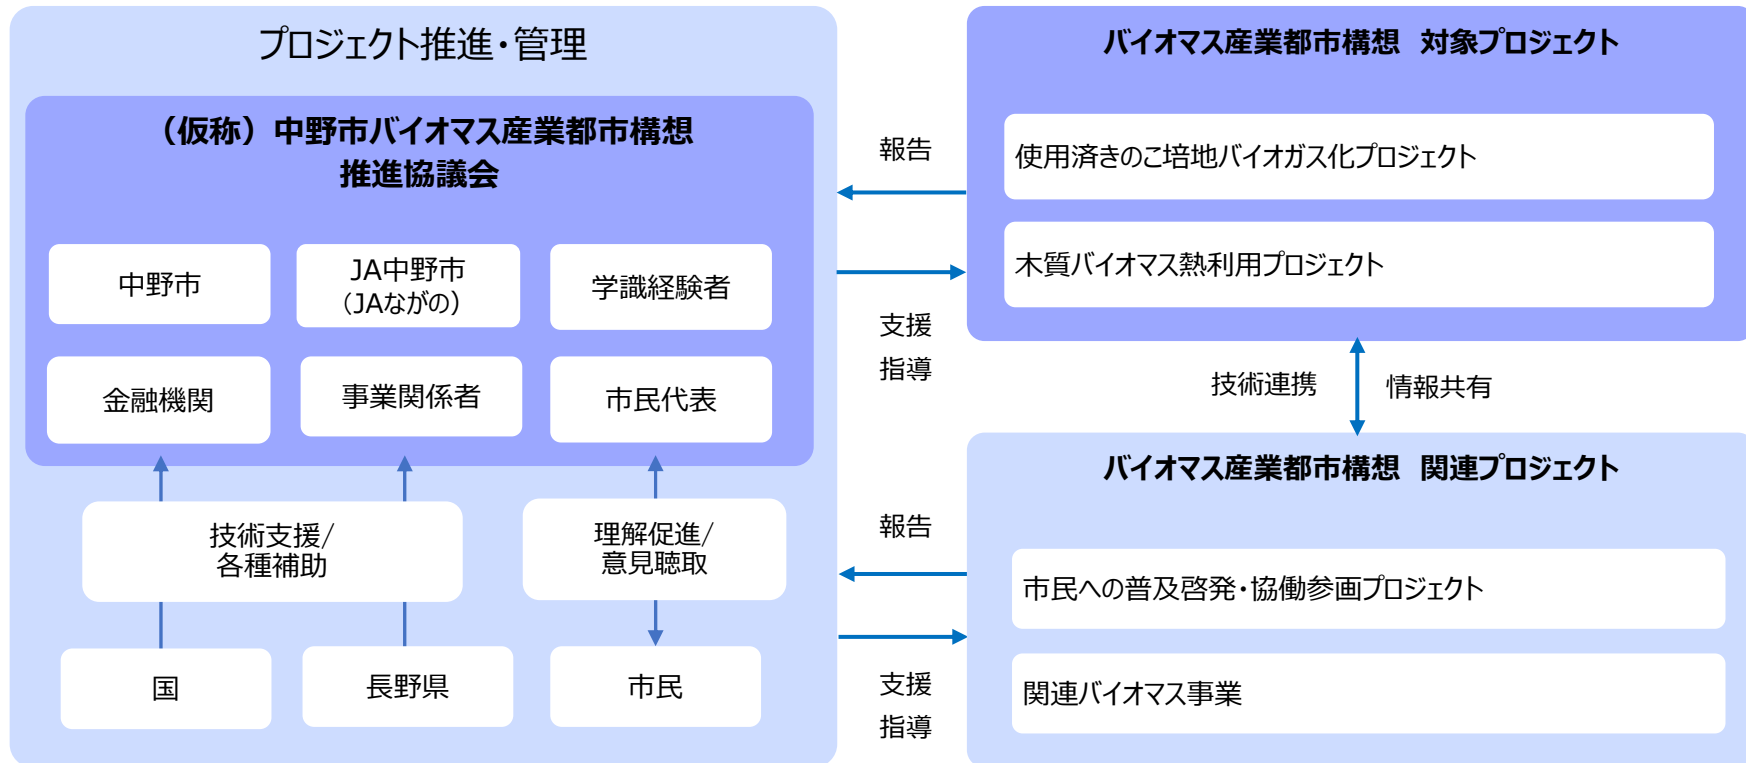 プロジェクト推進・管理
（仮称）中野市バイオマス産業都市構想
推進協議会
中野市
JA中野市
（JAながの）
学識経験者
金融機関
事業関係者
市民代表
技術支援/
各種補助
理解促進/
意見聴取
国
長野県
市民
報告
支援
指導
報告
支援
指導
バイオマス産業都市構想 対象プロジェクト
使用済きのこ培地バイオガス化プロジェクト
木質バイオマス熱利用プロジェクト
技術連携
情報共有
バイオマス産業都市構想 関連プロジェクト
市民への普及啓発・協働参画プロジェクト
関連バイオマス事業